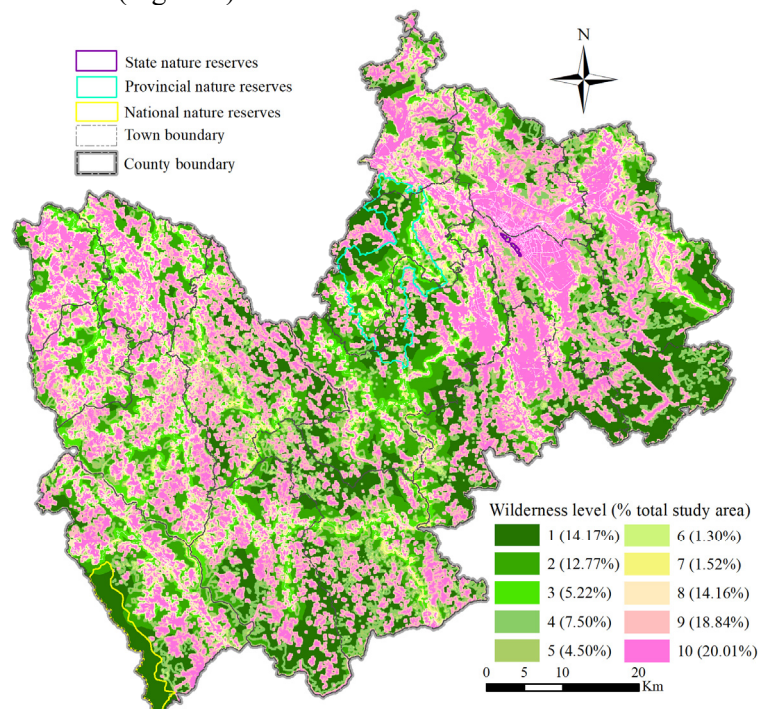 State nature reserves
Provincial nature reserves
National nature reserves
Town boundary
County boundary
N
Wilderness level (% total study area)
1 (14.17%)
2 (12.77%)
3 (5.22%)
4 (7.50%)
5 (4.50%)
6 (1.30%)
7 (1.52%)
8 (14.16%)
9 (18.84%)
10 (20.01%)
0 5 10 20
Km